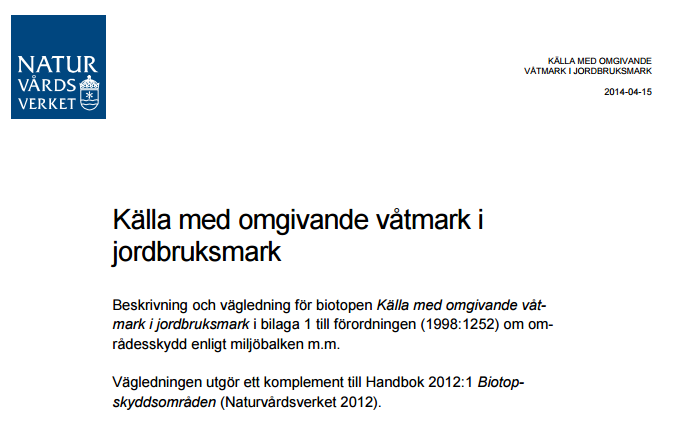 NATUR
VÅRDS
VERKET
KÄLLA MED OMGIVANDE
VÅTMARK I JORDBRUKSMARK
2014-04-15
Källa med omgivande våtmark i
jordbruksmark
Beskrivning och vägledning för biotopen Källa med omgivande våt-
mark i jordbruksmark i bilaga 1 till förordningen (1998:1252) om om-
rådesskydd enligt miljöbalken m.m.
Vägledningen utgör ett komplement till Handbok 2012:1 Biotop-
skyddsområden (Naturvårdsverket 2012).